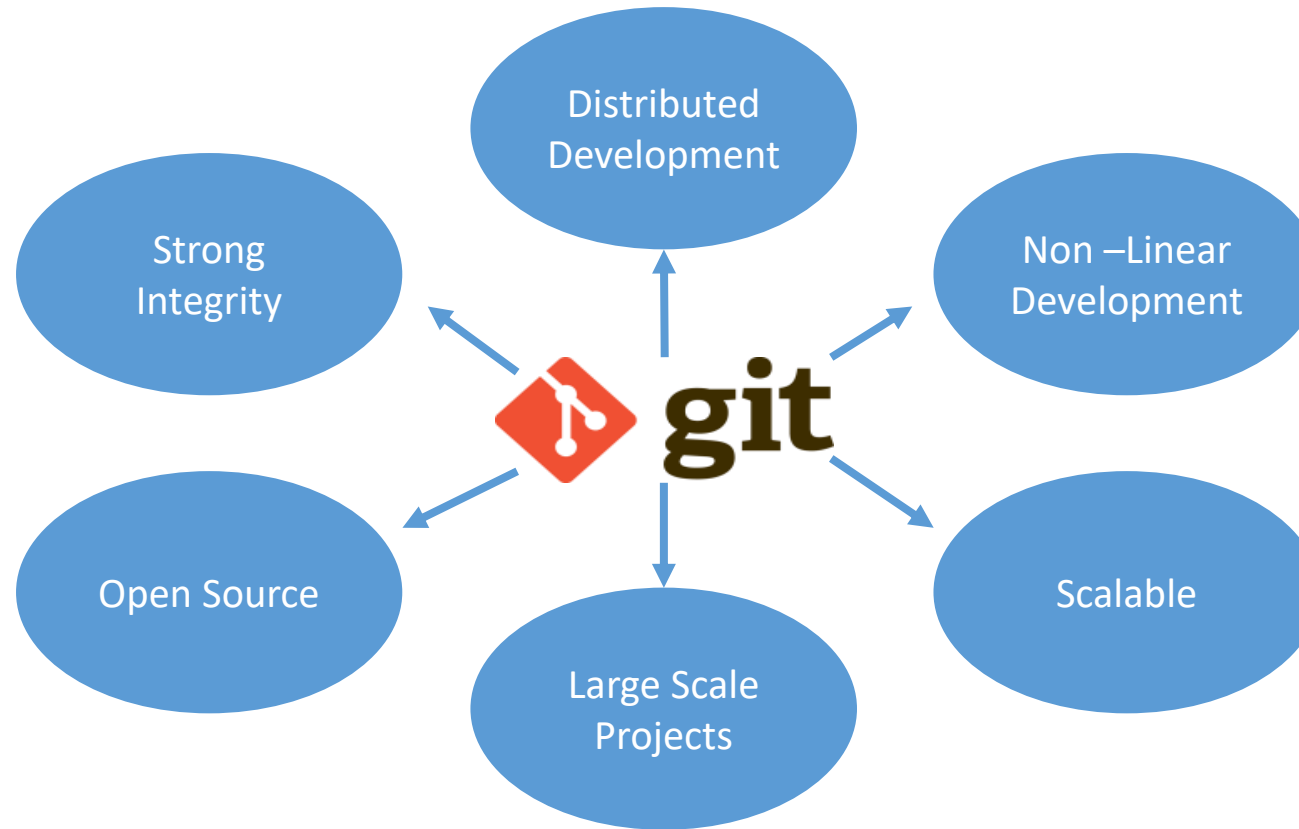 Distributed
Development
Strong
Integrity
Non –Linear
Development
git
Open Source
Scalable
Large Scale
Projects